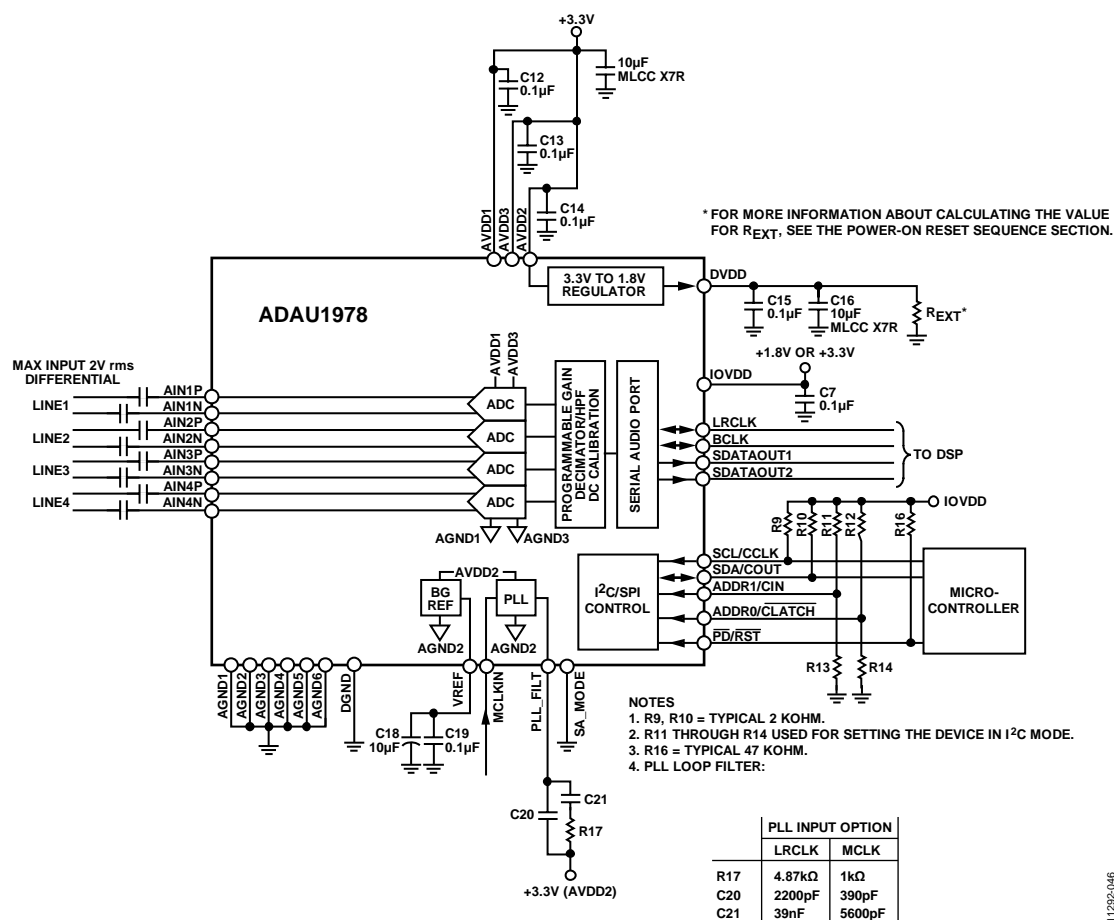 +3.3V
10µF
MLCC X7R
C12
0.1µF
C13
0.1µF
C14
0.1µF
AVDD1
AVDD3
AVDD2
* FOR MORE INFORMATION ABOUT CALCULATING THE VALUE
FOR REXT, SEE THE POWER-ON RESET SEQUENCE SECTION.
ADAU1978
3.3V TO 1.8V
REGULATOR
DVDD
C15
0.1µF
C16
10µF
MLCC X7R
REXT*
+1.8V OR +3.3V
IOVDD
C7
0.1µF
MAX INPUT 2V rms
DIFFERENTIAL
LINE1
LINE2
LINE3
LINE4
AIN1P
AIN1N
AIN2P
AIN2N
AIN3P
AIN3N
AIN4P
AIN4N
AVDD1
AVDD3
ADC
ADC
ADC
ADC
AGND1
AGND3
PROGRAMMABLE GAIN
DECIMATOR/HPF
DC CALIBRATION
SERIAL AUDIO PORT
LRCLK
BCLK
SDATAOUT1
SDATAOUT2
TO DSP
IOVDD
R9
R10
R11
R12
R16
I2C/SPI
CONTROL
SCL/CCLK
SDA/COUT
ADDR1/CIN
ADDR0/CLATCH
PD/RST
MICRO-
CONTROLLER
R13
R14
AVDD2
BG
REF
PLL
AGND2
AGND2
AGND1
AGND2
AGND3
AGND4
AGND5
AGND6
DGND
VREF
MCLKIN
PLL_FILT
SA_MODE
C18
10µF
C19
0.1µF
C20
C21
R17
+3.3V (AVDD2)
NOTES
1. R9, R10 = TYPICAL 2 KOHM.
2. R11 THROUGH R14 USED FOR SETTING THE DEVICE IN I2C MODE.
3. R16 = TYPICAL 47 KOHM.
4. PLL LOOP FILTER:
PLL INPUT OPTION
LRCLK MCLK
R17 4.87kΩ 1kΩ
C20 2200pF 390pF
C21 39nF 5600pF
11292-046